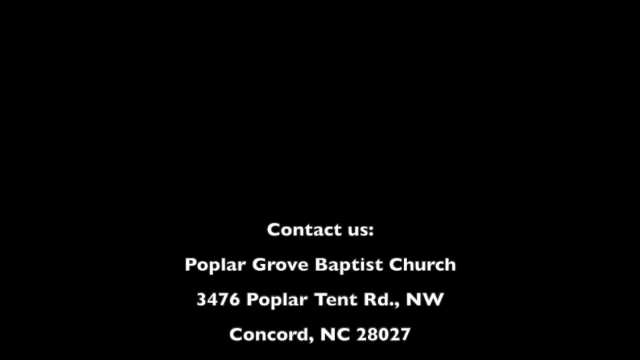 Contact us:
Poplar Grove Baptist Church
3476 Poplar Tent Rd., NW
Concord, NC 28027